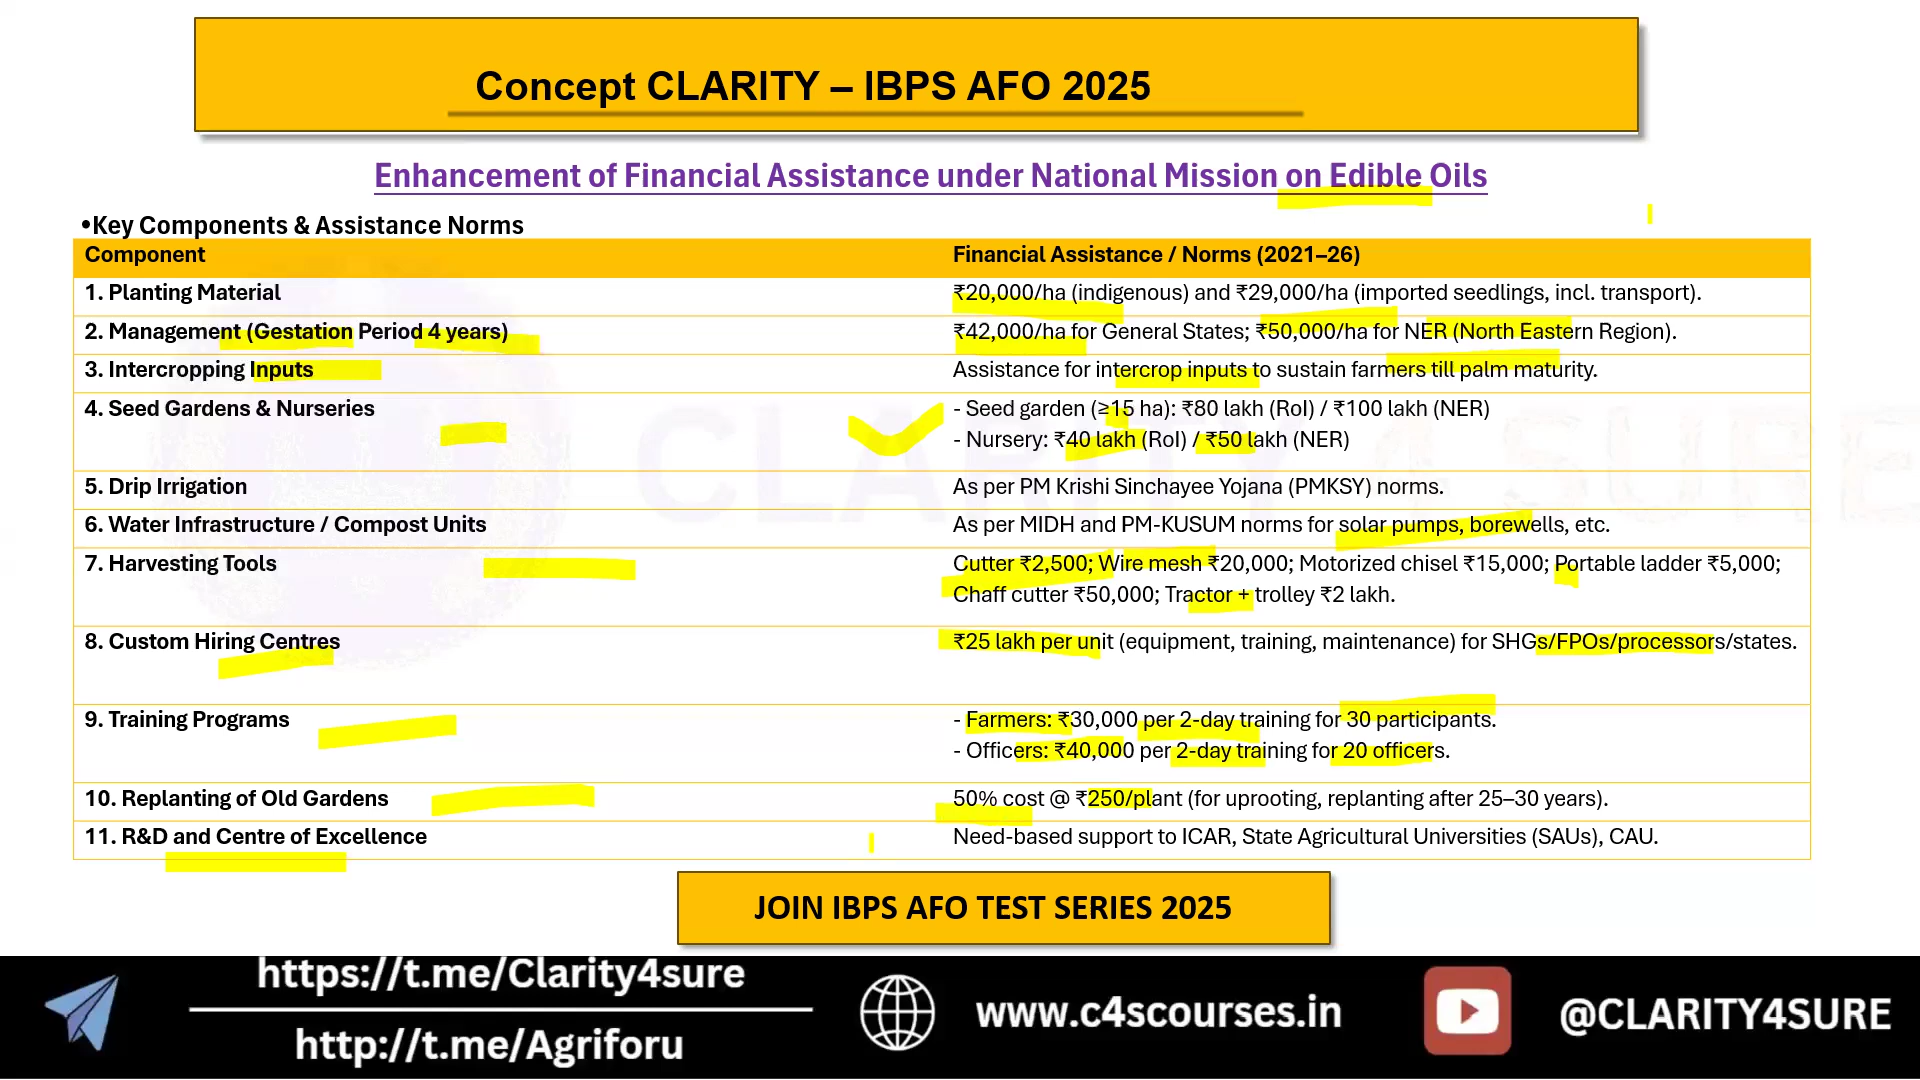 Concept CLARITY – IBPS AFO 2025
Enhancement of Financial Assistance under National Mission on Edible Oils
•Key Components & Assistance Norms
Component Financial Assistance / Norms (2021–26)
1. Planting Material ₹20,000/ha (indigenous) and ₹29,000/ha (imported seedlings, incl. transport).
2. Management (Gestation Period 4 years) ₹42,000/ha for General States; ₹50,000/ha for NER (North Eastern Region).
3. Intercropping Inputs Assistance for intercrop inputs to sustain farmers till palm maturity.
4. Seed Gardens & Nurseries - Seed garden (≥15 ha): ₹80 lakh (RoI) / ₹100 lakh (NER)
- Nursery: ₹40 lakh (RoI) / ₹50 lakh (NER)
5. Drip Irrigation As per PM Krishi Sinchayee Yojana (PMKSY) norms.
6. Water Infrastructure / Compost Units As per MIDH and PM-KUSUM norms for solar pumps, borewells, etc.
7. Harvesting Tools Cutter ₹2,500; Wire mesh ₹20,000; Motorized chisel ₹15,000; Portable ladder ₹5,000;
Chaff cutter ₹50,000; Tractor + trolley ₹2 lakh.
8. Custom Hiring Centres ₹25 lakh per unit (equipment, training, maintenance) for SHGs/FPOs/processors/states.
9. Training Programs - Farmers: ₹30,000 per 2-day training for 30 participants.
- Officers: ₹40,000 per 2-day training for 20 officers.
10. Replanting of Old Gardens 50% cost @ ₹250/plant (for uprooting, replanting after 25–30 years).
11. R&D and Centre of Excellence Need-based support to ICAR, State Agricultural Universities (SAUs), CAU.
CLARITY 4SURE
JOIN IBPS AFO TEST SERIES 2025
https://t.me/Clarity4sure
http://t.me/Agriforu
www.c4scourses.in
@CLARITY4SURE